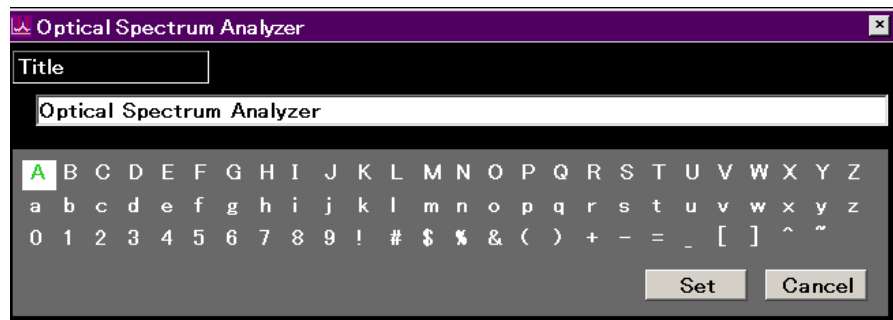 Optical Spectrum Analyzer
Title
Optical Spectrum Analyzer
A B C D E F G H I J K L M N O P Q R S T U V W X Y Z
a b c d e f g h i j k l m n o p q r s t u v w x y z
0 1 2 3 4 5 6 7 8 9 ! # $ % & ( ) + - = _ [ ] ^ ~
Set Cancel